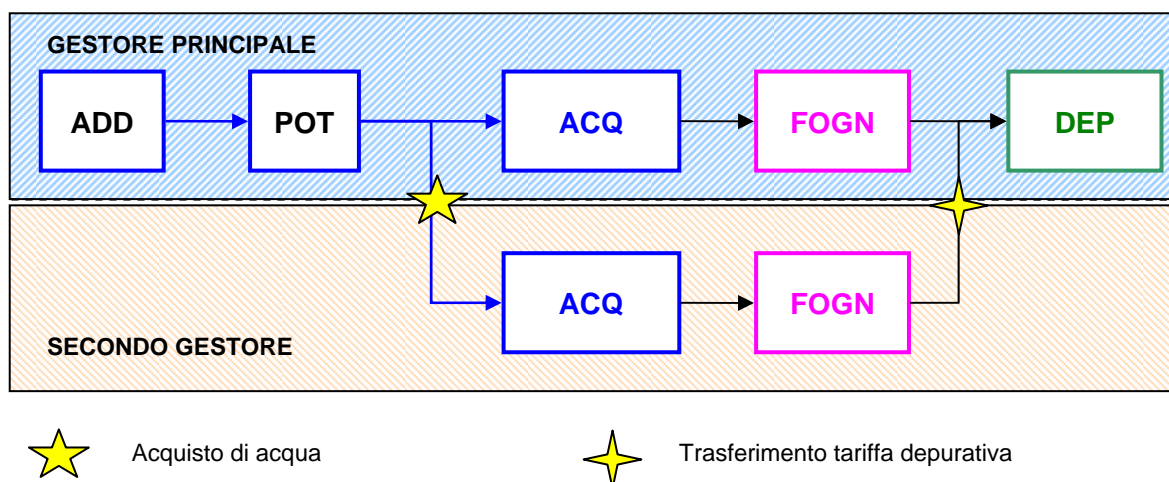 GESTORE PRINCIPALE
ADD
POT
ACQ
FOGN
DEP
ACQ
FOGN
SECONDO GESTORE
Acquisto di acqua
Trasferimento tariffa depurativa